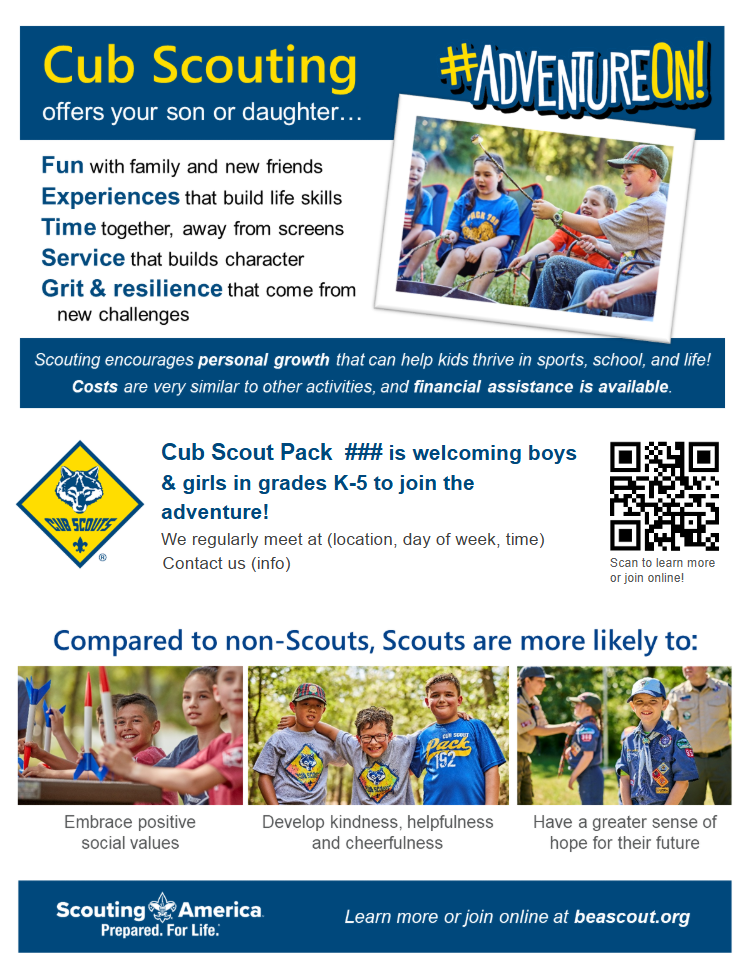 Cub Scouting
#ADVENTUREON!
offers your son or daughter…
Fun with family and new friends
Experiences that build life skills
Time together, away from screens
Service that builds character
Grit & resilience that come from
new challenges
PACK
Scouting encourages personal growth that can help kids thrive in sports, school, and life!
Costs are very similar to other activities, and financial assistance is available.
CUB SCOUTS
®
Cub Scout Pack ### is welcoming boys
& girls in grades K-5 to join the
adventure!
We regularly meet at (location, day of week, time)
Contact us (info)
Scan to learn more
or join online!
Compared to non-Scouts, Scouts are more likely to:
CUB SCOUT
Pack
152
Embrace positive
social values
Develop kindness, helpfulness
and cheerfulness
Have a greater sense of
hope for their future
Scouting America
Prepared. For Life.
Learn more or join online at beascout.org